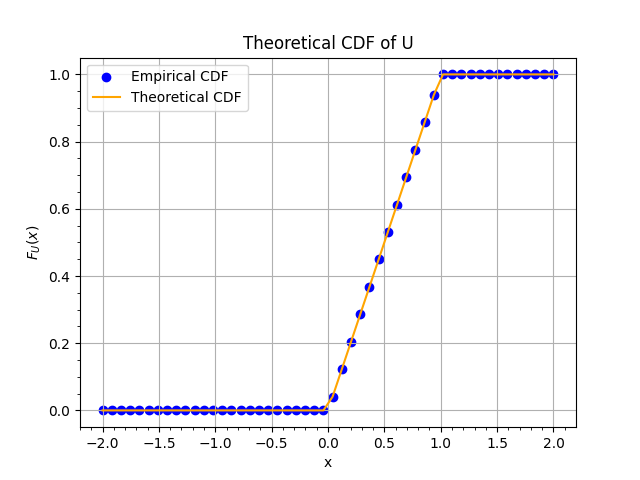 Theoretical CDF of U
Empirical CDF
Theoretical CDF
1.0
0.8
0.6
0.4
0.2
0.0
F_U(x)
−2.0 −1.5 −1.0 −0.5 0.0 0.5 1.0 1.5 2.0
x